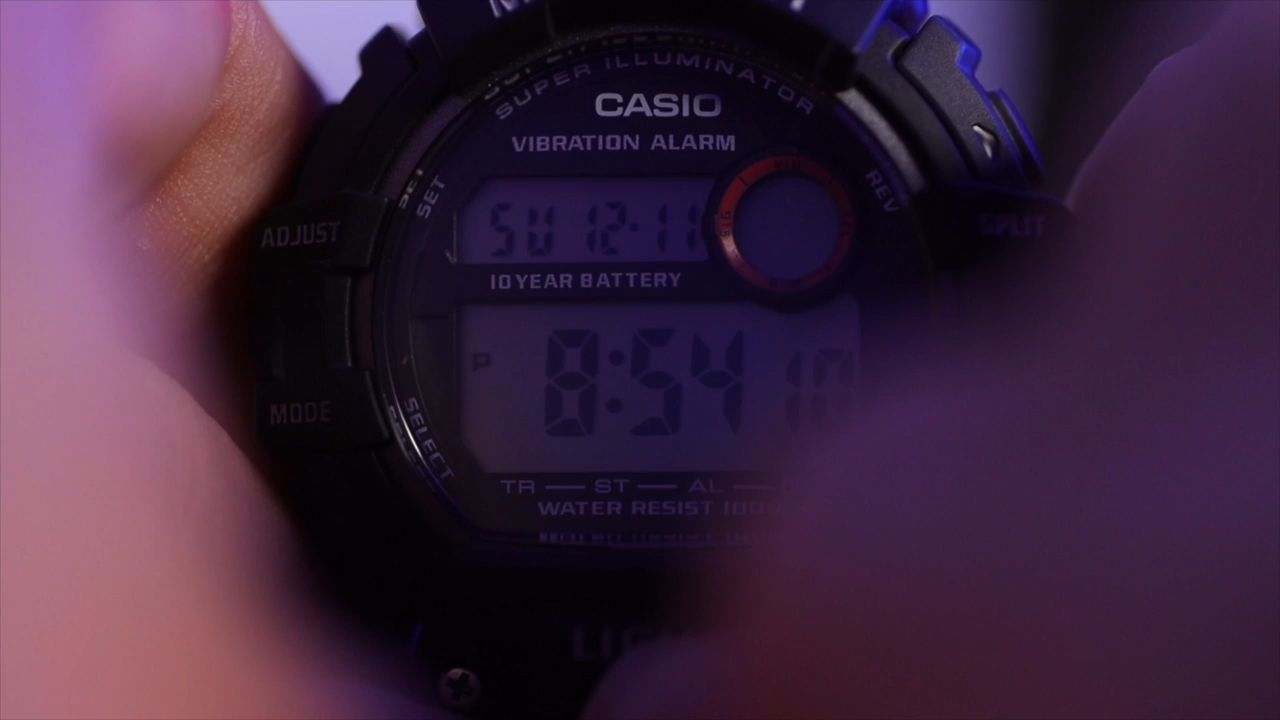 SUPER ILLUMINATOR
CASIO
VIBRATION ALARM
SET
REV
ADJUST
SPLIT
SU 12-11
10 YEAR BATTERY
P 8:54 10
MODE
SELECT
TR — ST — AL —
WATER RESIST